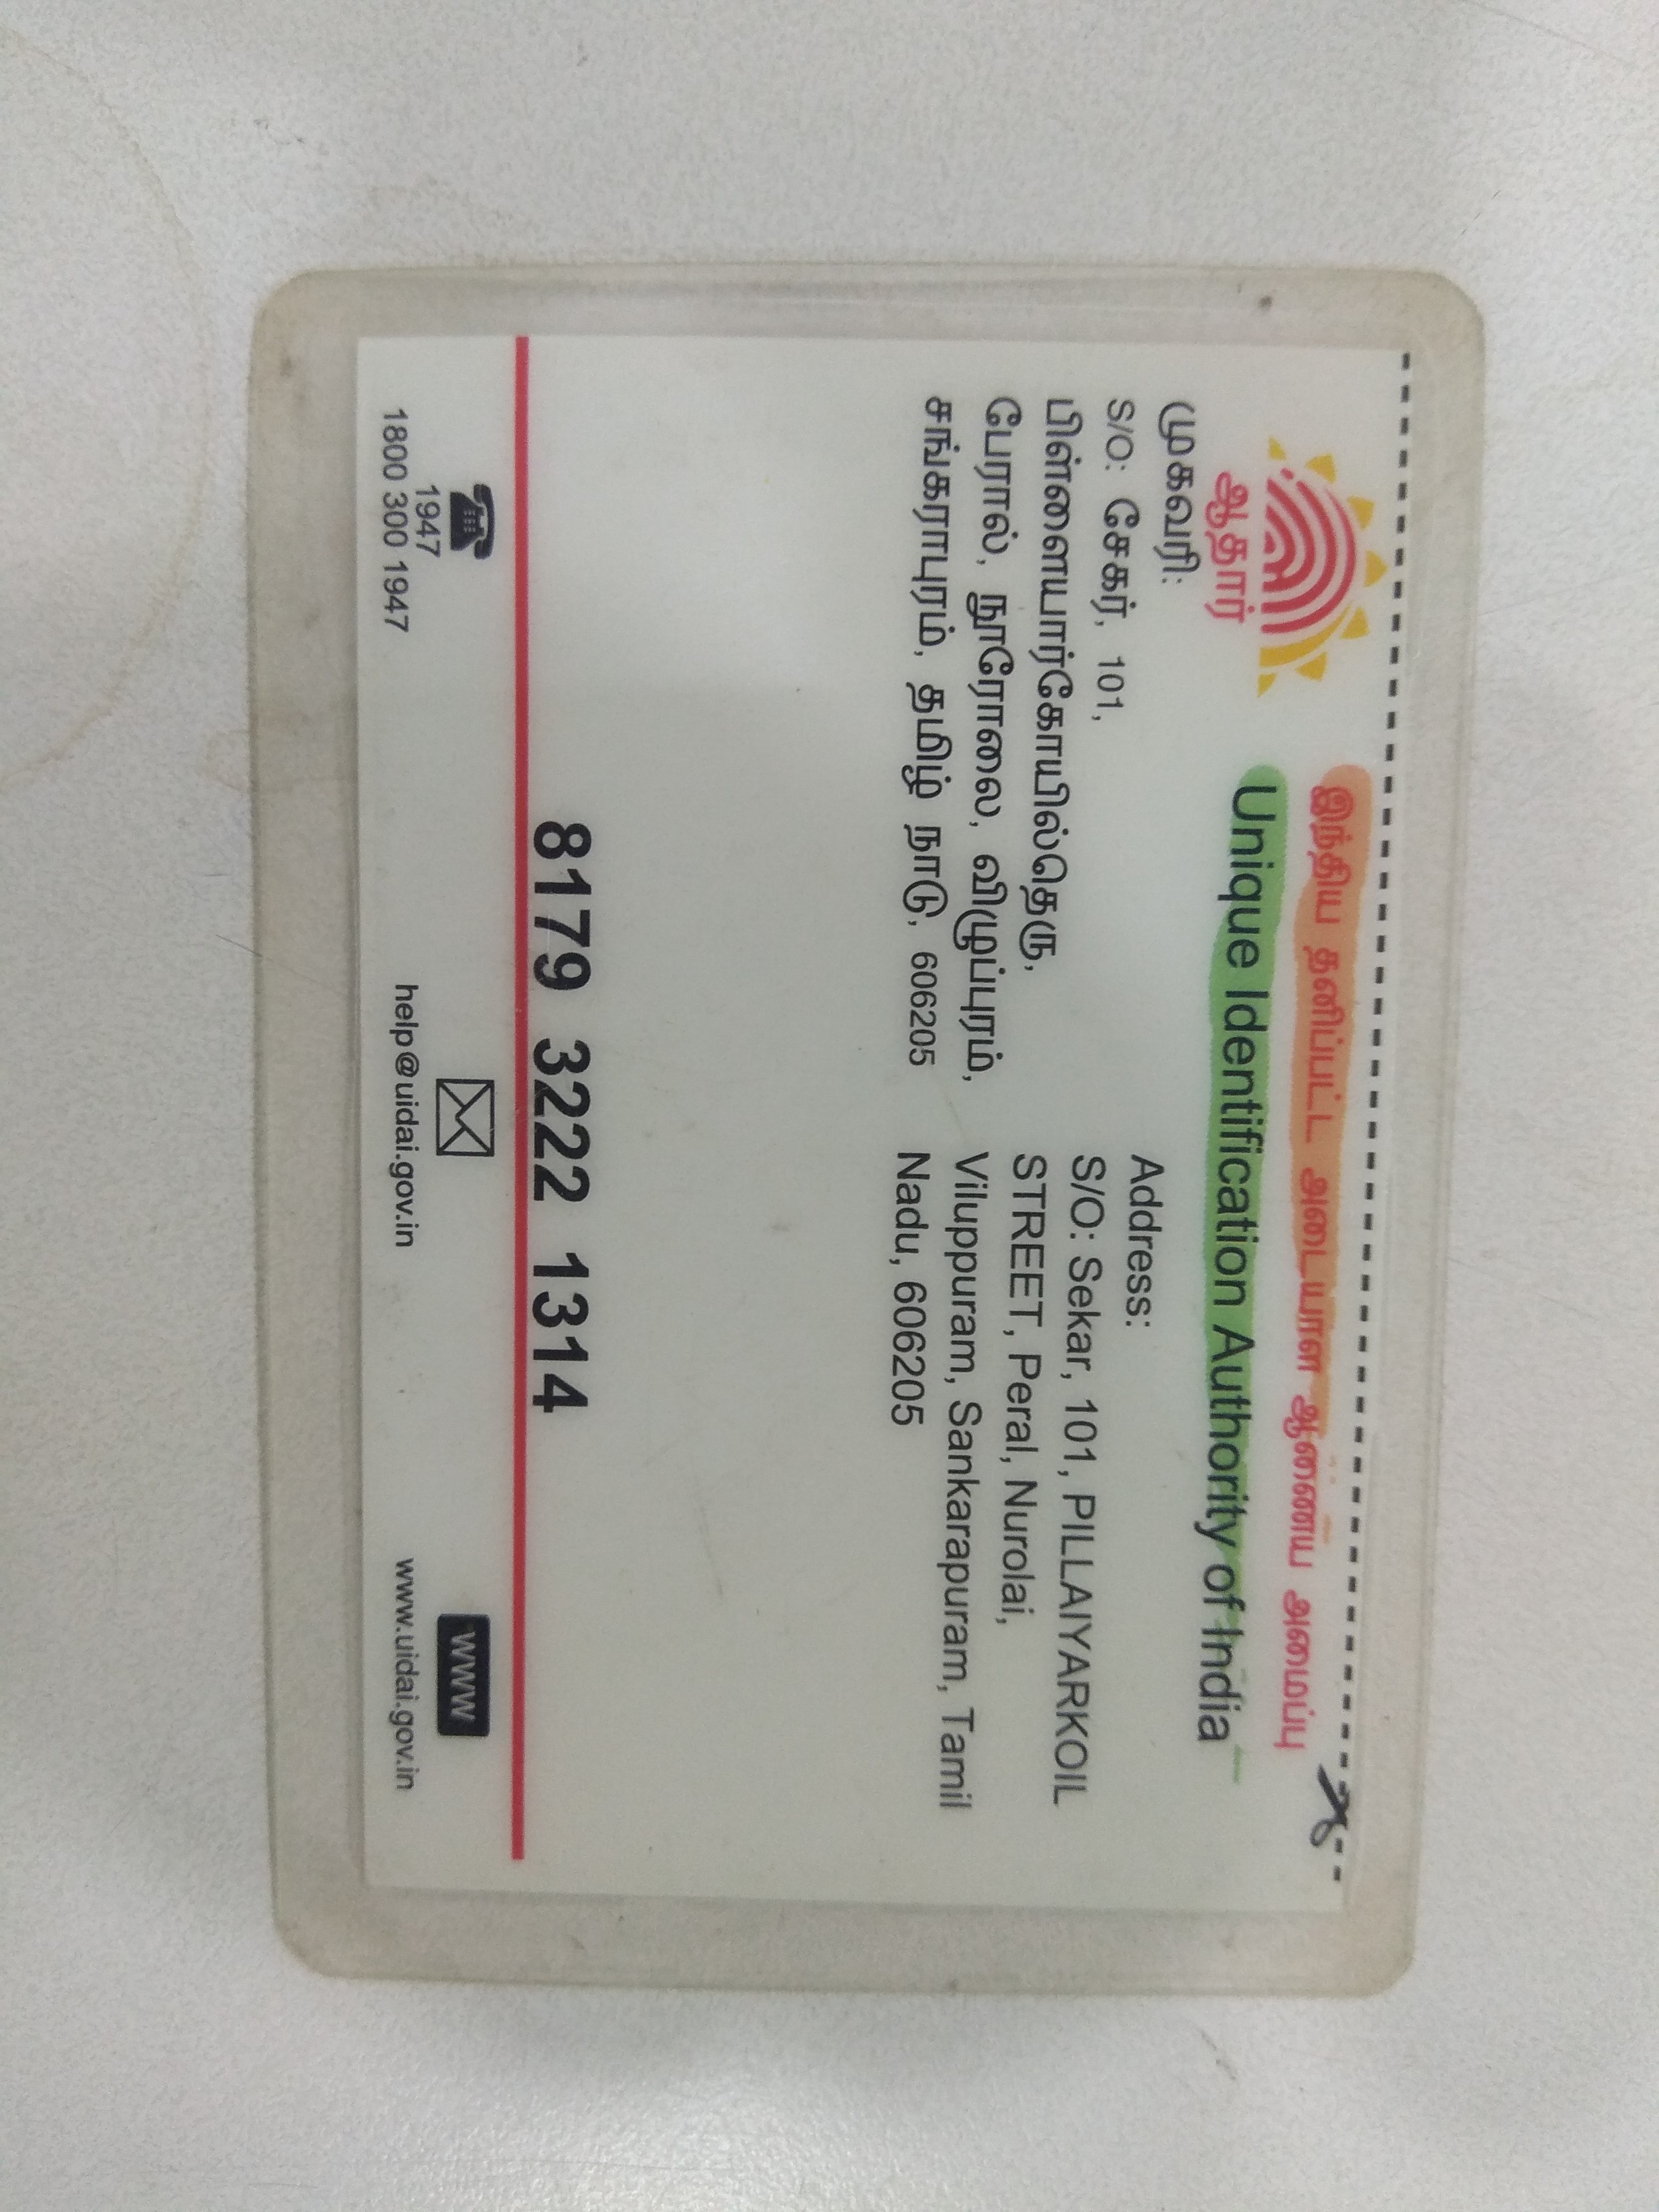 ஆதார்
இந்திய தனிப்பட்ட அடையாள ஆணைய அமைப்பு
Unique Identification Authority of India
முகவரி:
S/O: சேகர், 101,
பிள்ளையார்கோயில்தெரு,
பேரால், நூரோலை, விழுப்புரம்,
சங்கராபுரம், தமிழ் நாடு, 606205
Address:
S/O: Sekar, 101, PILLAIYARKOIL
STREET, Peral, Nurolai,
Viluppuram, Sankarapuram, Tamil
Nadu, 606205
8179 3222 1314
1947
1800 300 1947
help@uidai.gov.in
WWW
www.uidai.gov.in